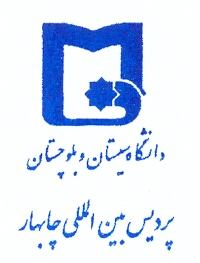 دانشگاه سیستان و بلوچستان
پردیس بین المللی چابهار